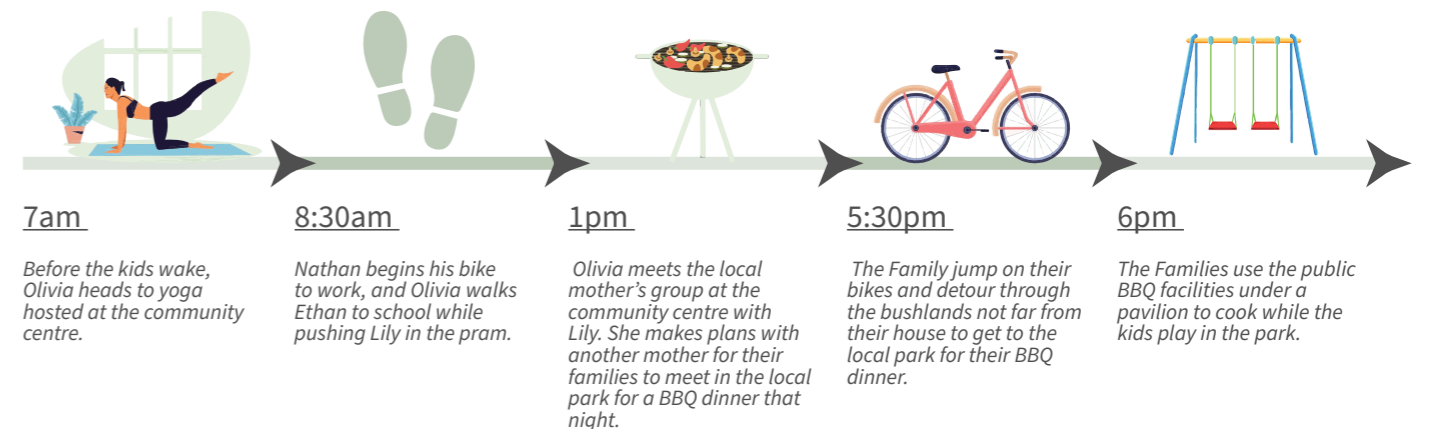 7am
Before the kids wake,
Olivia heads to yoga
hosted at the community
centre.
8:30am
Nathan begins his bike
to work, and Olivia walks
Ethan to school while
pushing Lily in the pram.
1pm
Olivia meets the local
mother’s group at the
community centre with
Lily. She makes plans with
another mother for their
families to meet in the local
park for a BBQ dinner that
night.
5:30pm
The Family jump on their
bikes and detour through
the bushlands not far from
their house to get to the
local park for their BBQ
dinner.
6pm
The Families use the public
BBQ facilities under a
pavilion to cook while the
kids play in the park.